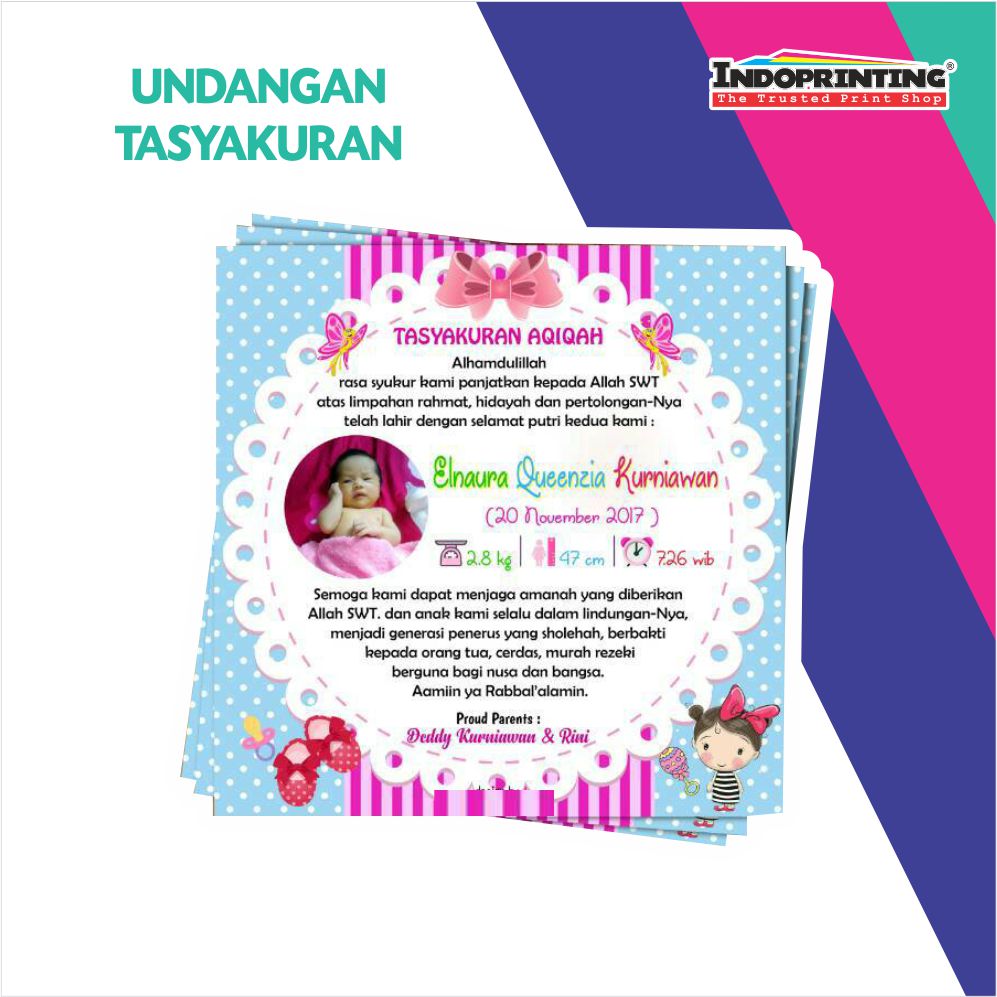 UNDANGAN
TASYAKURAN
INDOPRINTING®
The Trusted Print Shop
TASYAKURAN AQIQAH
Alhamdulillah
rasa syukur kami panjatkan kepada Allah SWT
atas limpahan rahmat, hidayah dan pertolongan-Nya
telah lahir dengan selamat putri kedua kami :
Elnaura Queenzia Kurniawan
(20 November 2017 )
2.8 kg 47 cm 7.26 wib
Semoga kami dapat menjaga amanah yang diberikan
Allah SWT. dan anak kami selalu dalam lindungan-Nya,
menjadi generasi penerus yang sholehah, berbakti
kepada orang tua, cerdas, murah rezeki
berguna bagi nusa dan bangsa.
Aamiin ya Rabbal'alamin.
Proud Parents :
Deddy Kurniawan & Rini